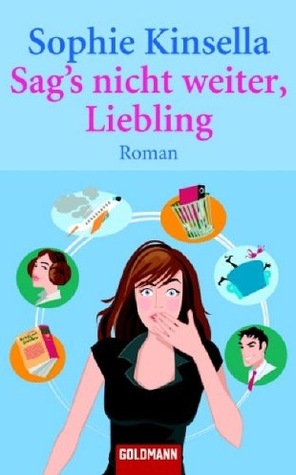 Sophie Kinsella
Sag's nicht weiter,
Liebling
Roman
GOLDMANN